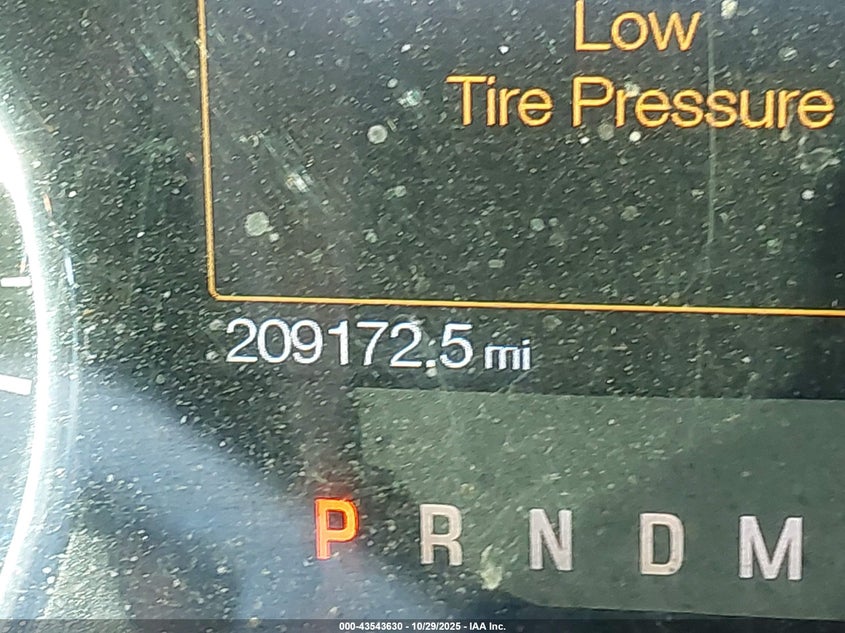 Low
Tire Pressure
209172.5 mi
P R N D M
000-43543630 - 10/29/2025 - IAA Inc.